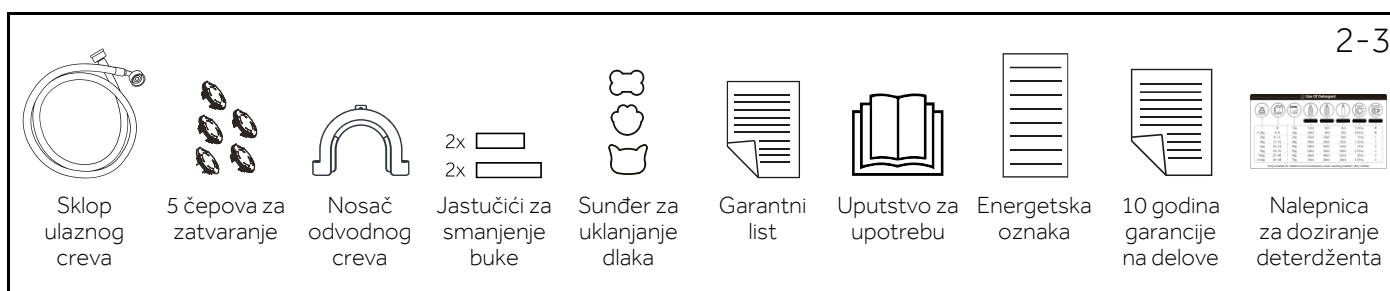 2-3
2x
2x
Use Of Detergent
Sklop
ulaznog
creva
5 čepova za
zatvaranje
Nosač
odvodnog
creva
Jastučići za
smanjenje
buke
Sunđer za
uklanjanje
dlaka
Garantni
list
Uputstvo za
upotrebu
Energetska
oznaka
10 godina
garancije
na delove
Nalepnica
za doziranje
deterdženta